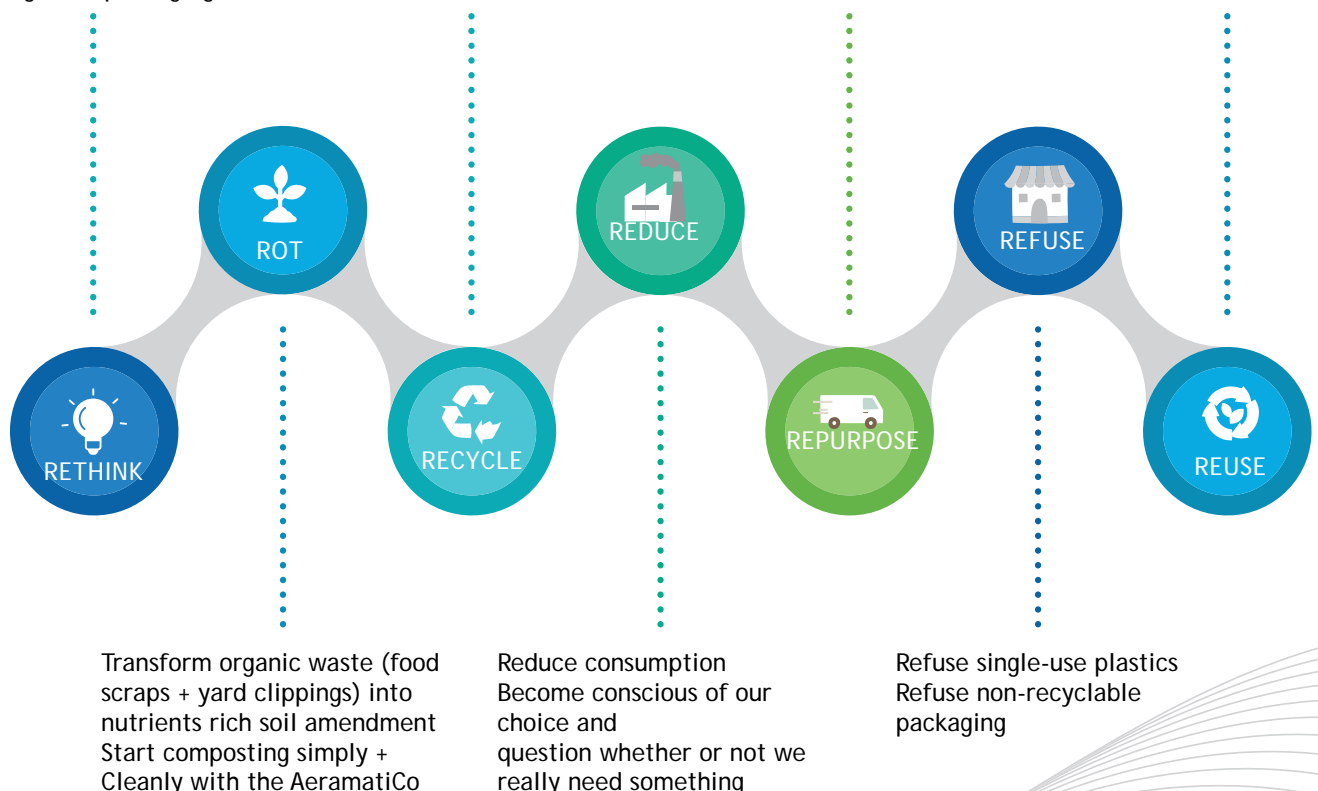 ROT
REDUCE
REFUSE
RETHINK
RECYCLE
REPURPOSE
REUSE
Transform organic waste (food
scraps + yard clippings) into
nutrients rich soil amendment
Start composting simply +
Cleanly with the AeramatiCo
Reduce consumption
Become conscious of our
choice and
question whether or not we
really need something
Refuse single-use plastics
Refuse non-recyclable
packaging